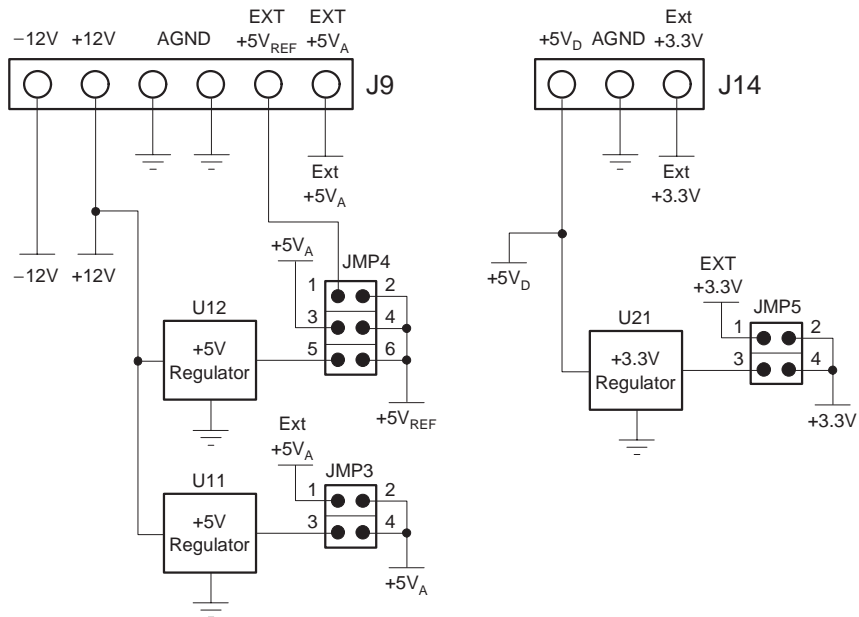 −12V +12V AGND EXT +5VREF EXT +5VA
J9
Ext +5VA
−12V +12V
+5VA
JMP4
1 2
3 4
5 6
U12
+5V Regulator
+5VREF
Ext +5VA
JMP3
1 2
3 4
U11
+5V Regulator
+5VA
+5VD AGND Ext +3.3V
J14
Ext +3.3V
+5VD
EXT +3.3V
JMP5
1 2
3 4
U21
+3.3V Regulator
+3.3V